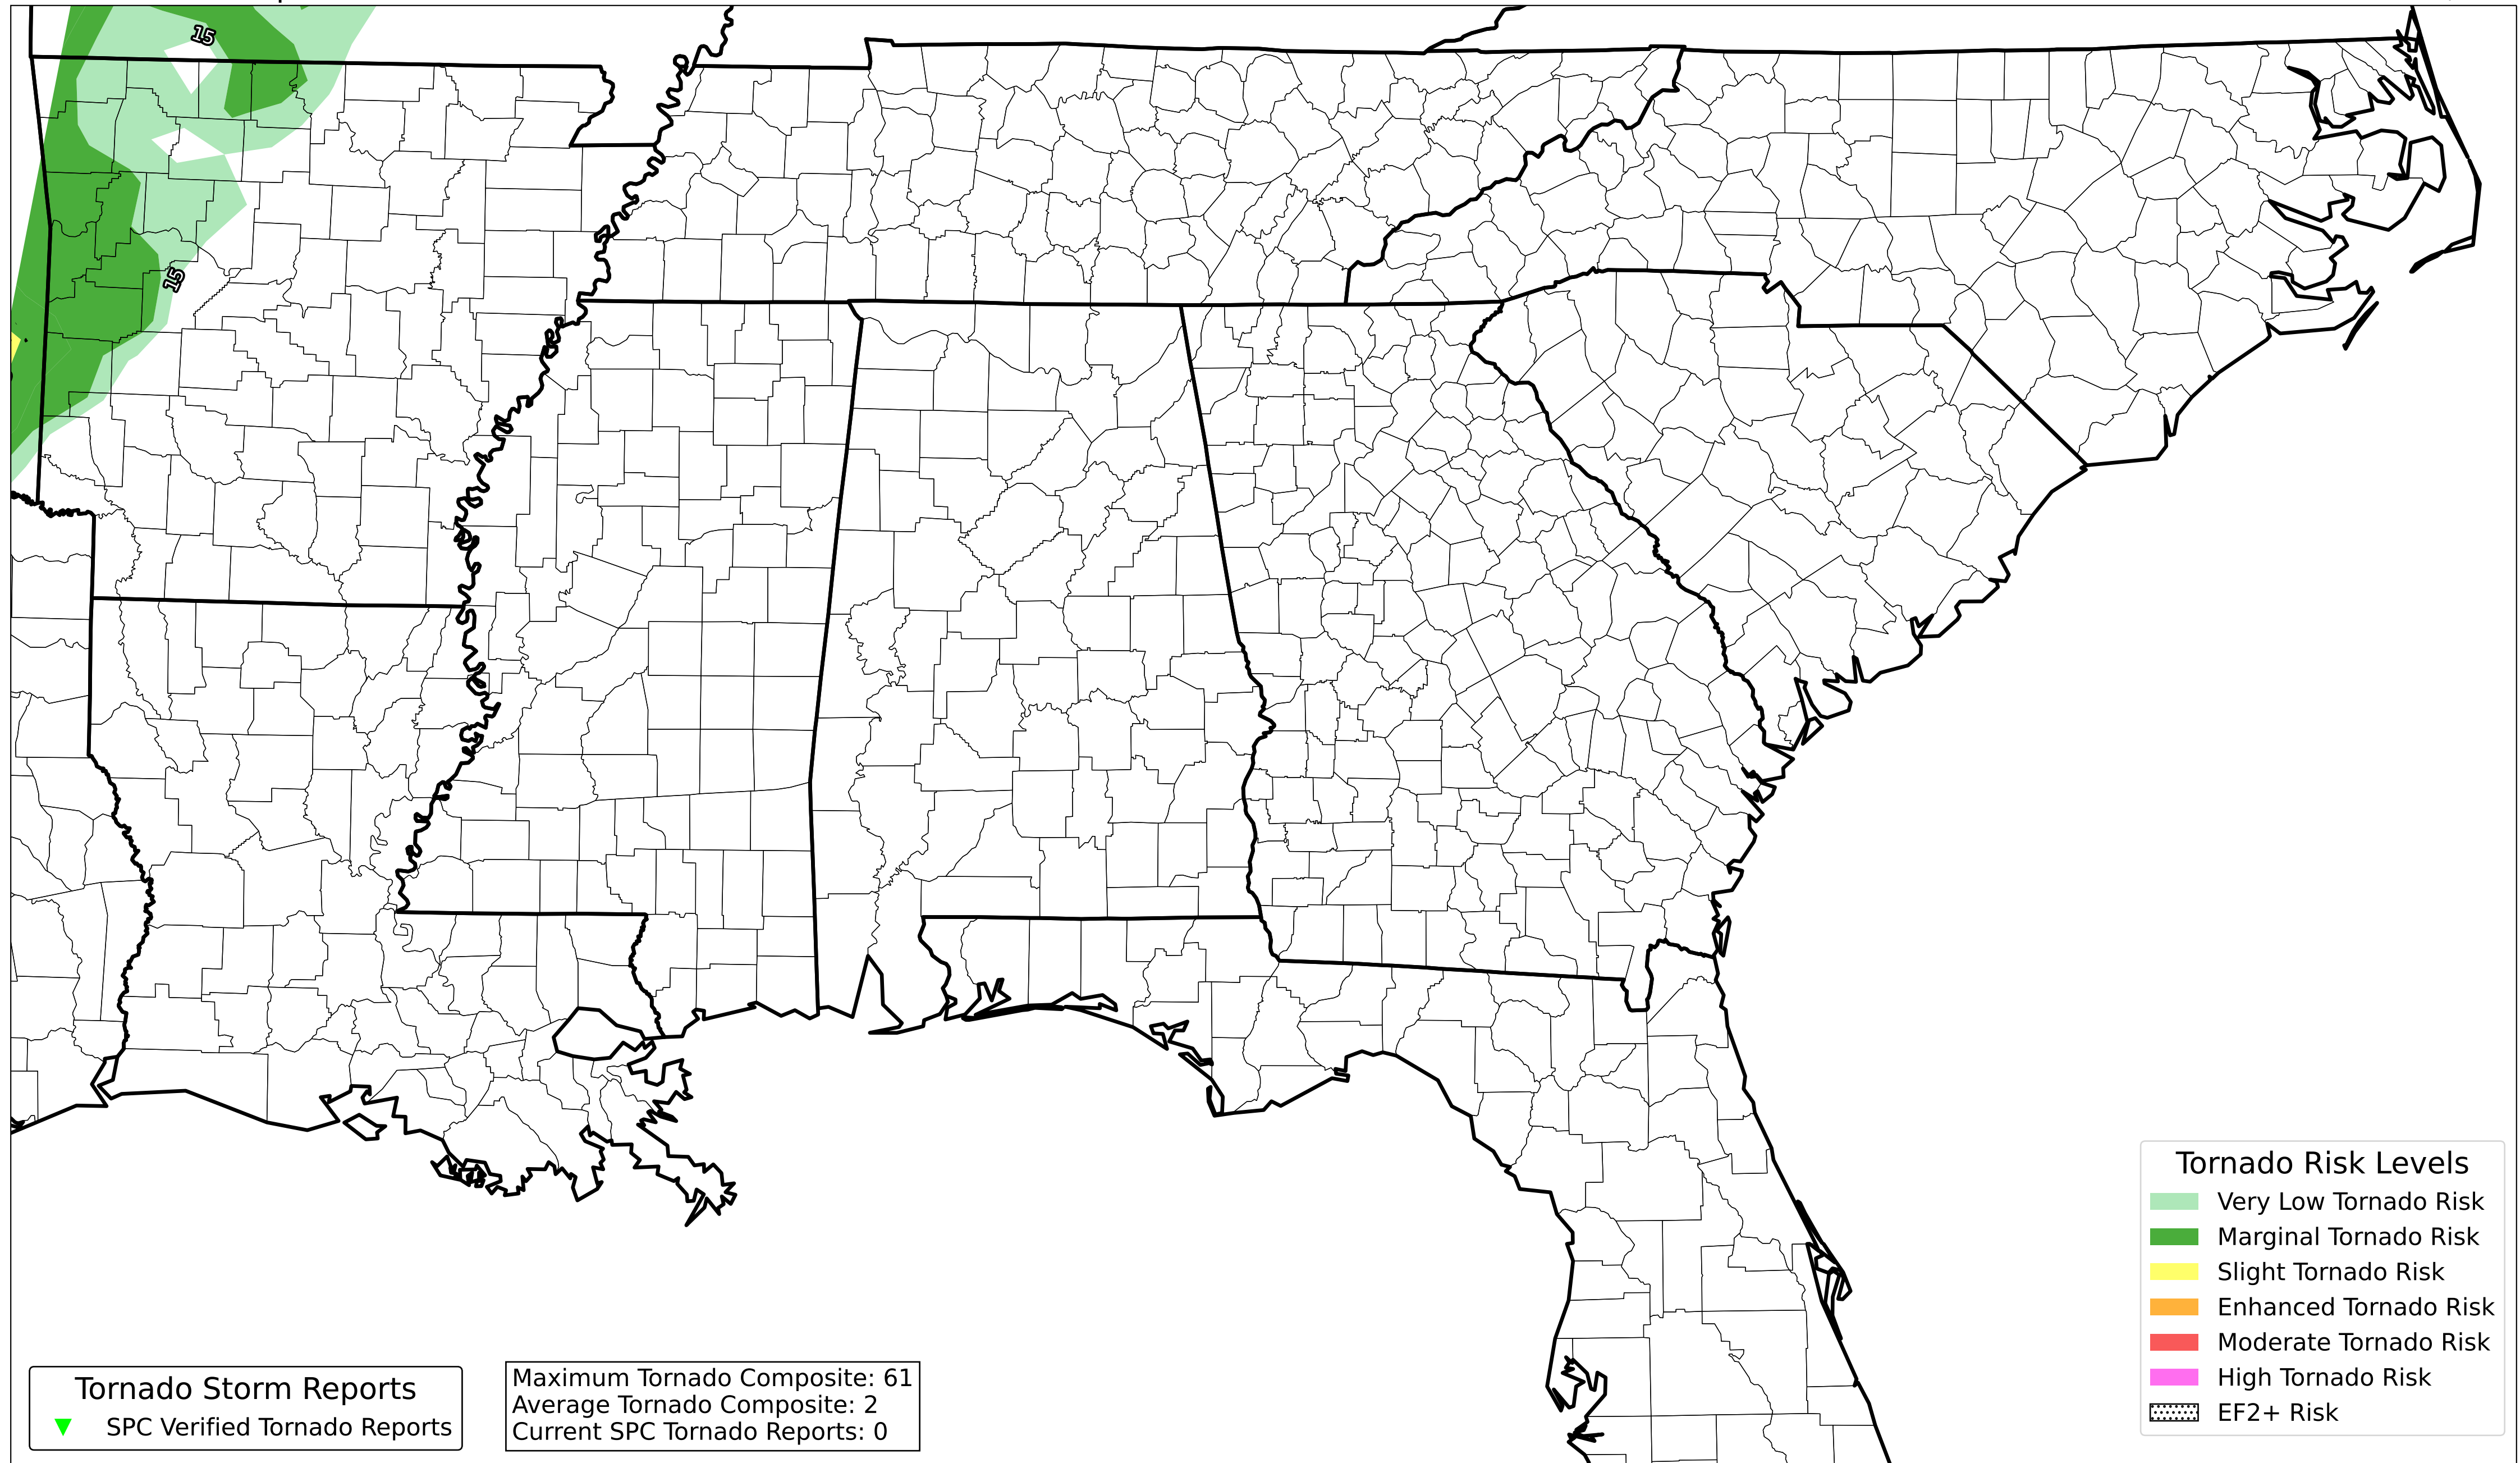 15
15
Tornado Risk Levels
Very Low Tornado Risk
Marginal Tornado Risk
Slight Tornado Risk
Enhanced Tornado Risk
Moderate Tornado Risk
High Tornado Risk
EF2+ Risk
Tornado Storm Reports
SPC Verified Tornado Reports
Maximum Tornado Composite: 61
Average Tornado Composite: 2
Current SPC Tornado Reports: 0